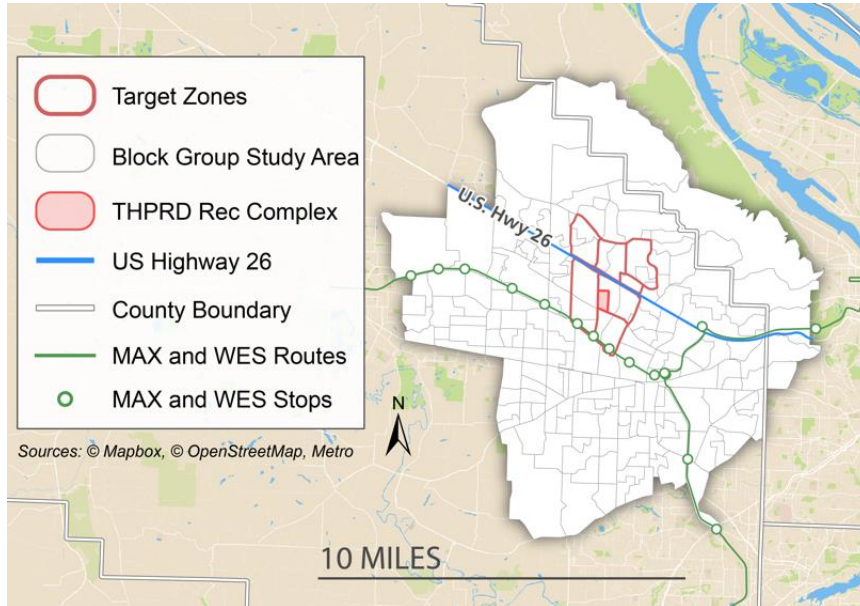 Target Zones
Block Group Study Area
THPRD Rec Complex
US Highway 26
County Boundary
MAX and WES Routes
MAX and WES Stops
Sources: © Mapbox, © OpenStreetMap, Metro
U.S. Hwy 26
N
10 MILES